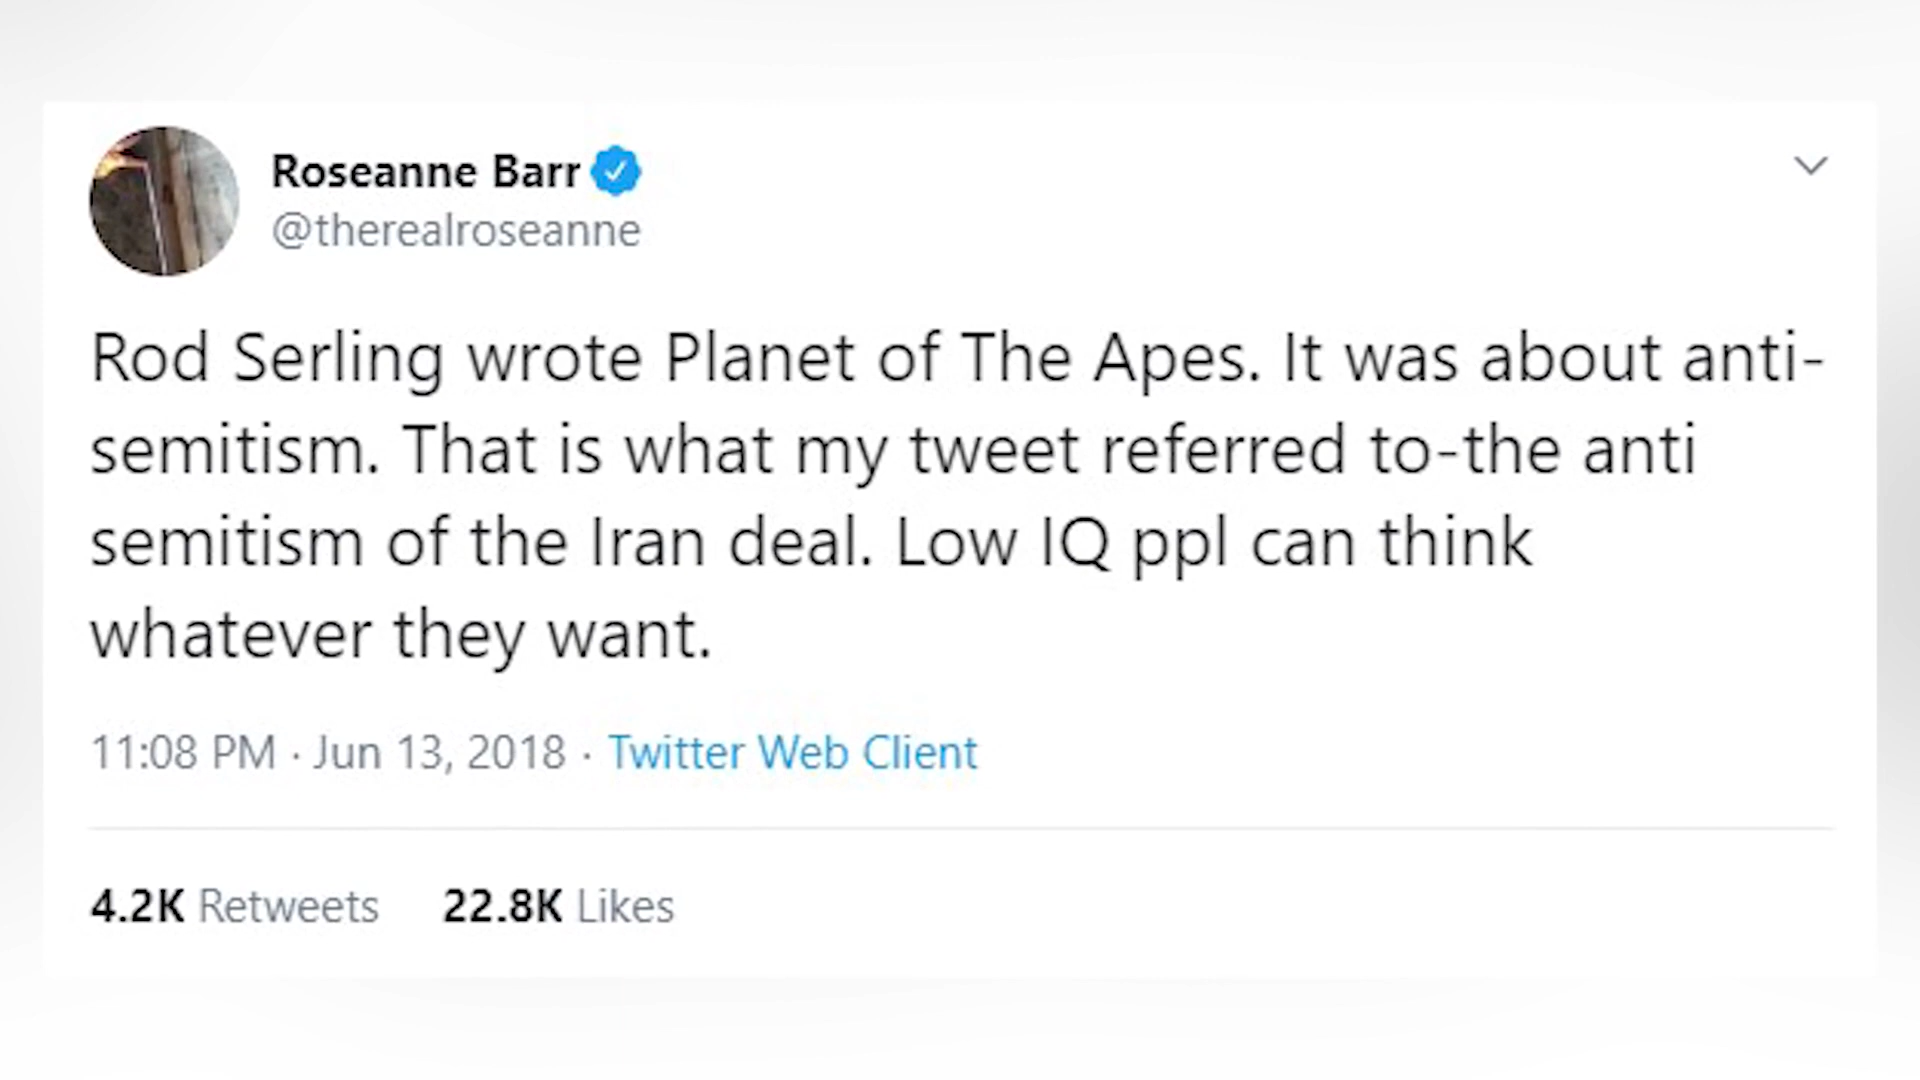 Roseanne Barr
@therealroseanne
Rod Serling wrote Planet of The Apes. It was about anti-
semitism. That is what my tweet referred to-the anti
semitism of the Iran deal. Low IQ ppl can think
whatever they want.
11:08 PM · Jun 13, 2018 · Twitter Web Client
4.2K Retweets 22.8K Likes